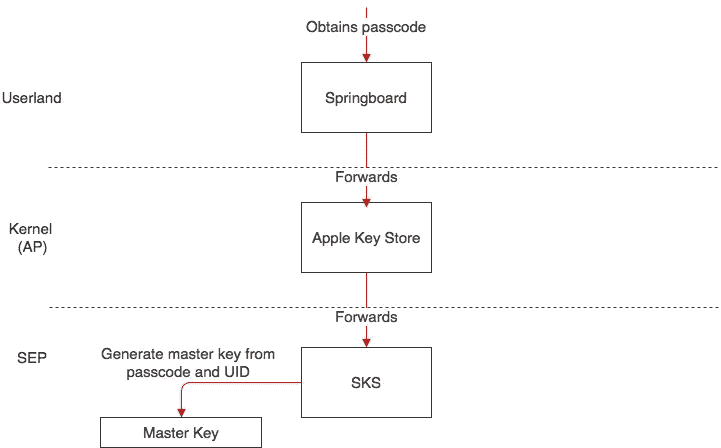 Obtains passcode
Userland
Springboard
Forwards
Kernel
(AP)
Apple Key Store
Forwards
SEP
Generate master key from
passcode and UID
SKS
Master Key